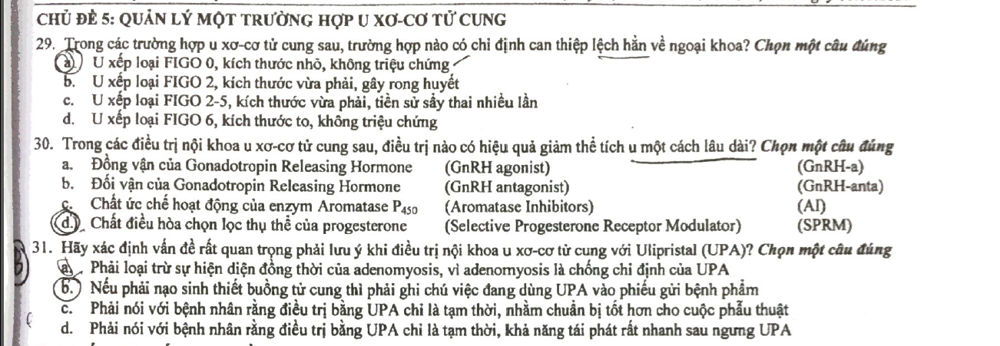 CHỦ ĐỀ 5: QUẢN LÝ MỘT TRƯỜNG HỢP U XƠ-CƠ TỬ CUNG
29. Trong các trường hợp u xơ-cơ tử cung sau, trường hợp nào có chỉ định can thiệp lệch hẳn về ngoại khoa? Chọn một câu đúng
a. U xếp loại FIGO 0, kích thước nhỏ, không triệu chứng
b. U xếp loại FIGO 2, kích thước vừa phải, gây rong huyết
c. U xếp loại FIGO 2-5, kích thước vừa phải, tiền sử sẩy thai nhiều lần
d. U xếp loại FIGO 6, kích thước to, không triệu chứng
30. Trong các điều trị nội khoa u xơ-cơ tử cung sau, điều trị nào có hiệu quả giảm thể tích u một cách lâu dài? Chọn một câu đúng
a. Đồng vận của Gonadotropin Releasing Hormone (GnRH agonist) (GnRH-a)
b. Đối vận của Gonadotropin Releasing Hormone (GnRH antagonist) (GnRH-anta)
c. Chất ức chế hoạt động của enzym Aromatase P450 (Aromatase Inhibitors) (AI)
d. Chất điều hòa chọn lọc thụ thể của progesterone (Selective Progesterone Receptor Modulator) (SPRM)
31. Hãy xác định vấn đề rất quan trọng phải lưu ý khi điều trị nội khoa u xơ-cơ tử cung với Ulipristal (UPA)? Chọn một câu đúng
a. Phải loại trừ sự hiện diện đồng thời của adenomyosis, vì adenomyosis là chống chỉ định của UPA
b. Nếu phải nạo sinh thiết buồng tử cung thì phải ghi chú việc đang dùng UPA vào phiếu gửi bệnh phẩm
c. Phải nói với bệnh nhân rằng điều trị bằng UPA chỉ là tạm thời, nhằm chuẩn bị tốt hơn cho cuộc phẫu thuật
d. Phải nói với bệnh nhân rằng điều trị bằng UPA chỉ là tạm thời, khả năng tái phát rất nhanh sau ngưng UPA